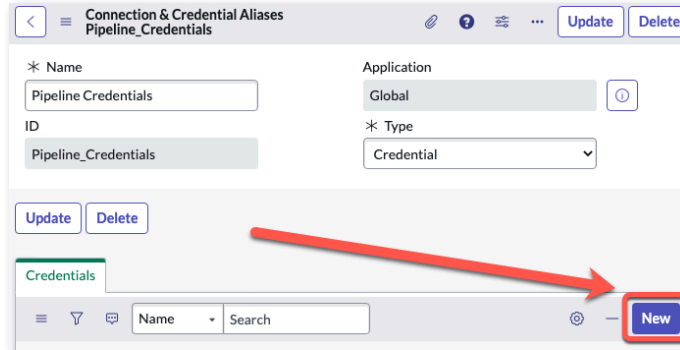 Connection & Credential Aliases
Pipeline_Credentials
Update
Delete
Name
Application
Pipeline Credentials
Global
ID
Type
Pipeline_Credentials
Credential
Update
Delete
Credentials
Name
Search
New